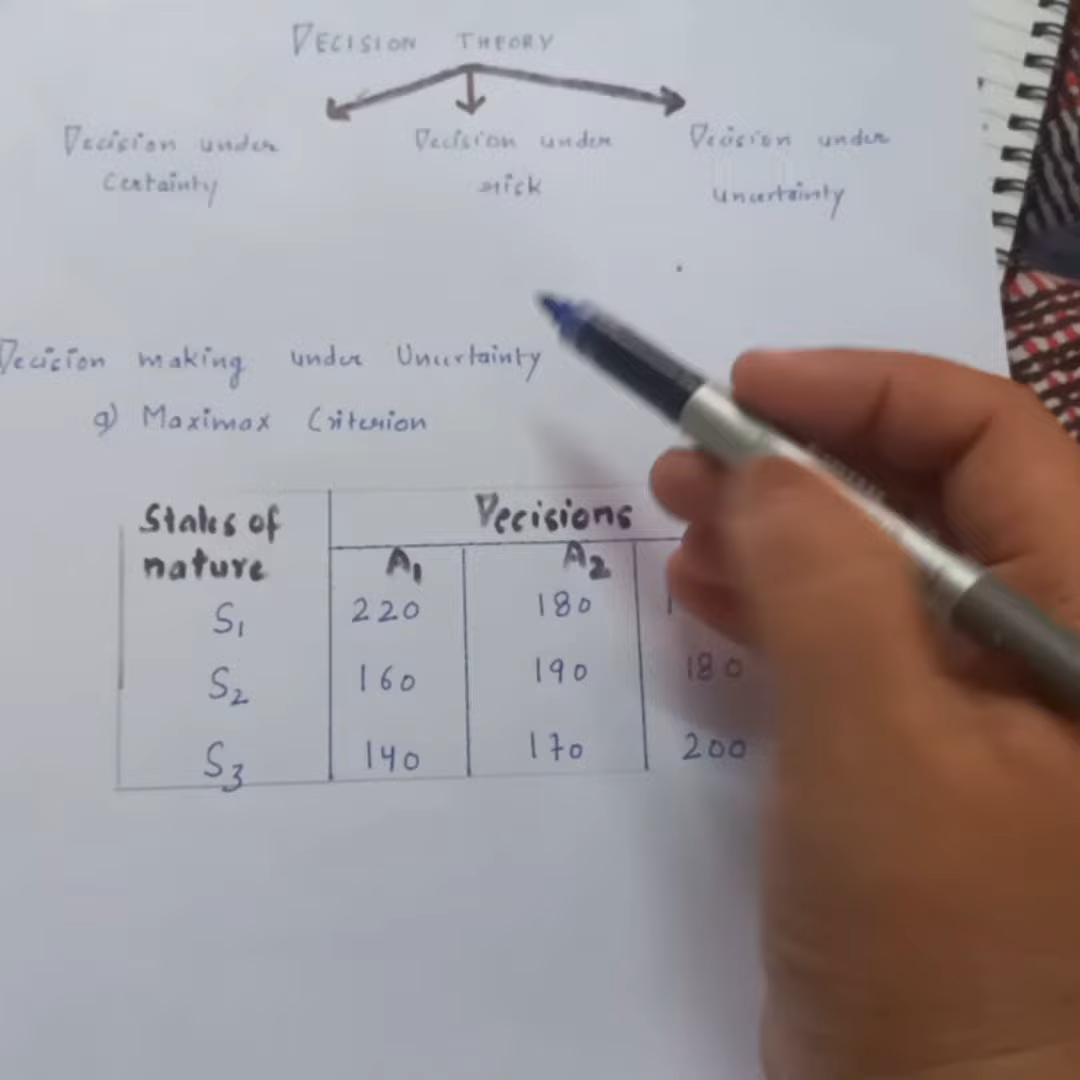 DECISION THEORY
Decision under Certainty
Decision under risk
Decision under uncertainty
Decision making under Uncertainty
a) Maximax Criterion
States of nature
Decisions
A1 A2
S1 220 180
S2 160 190 180
S3 140 170 200